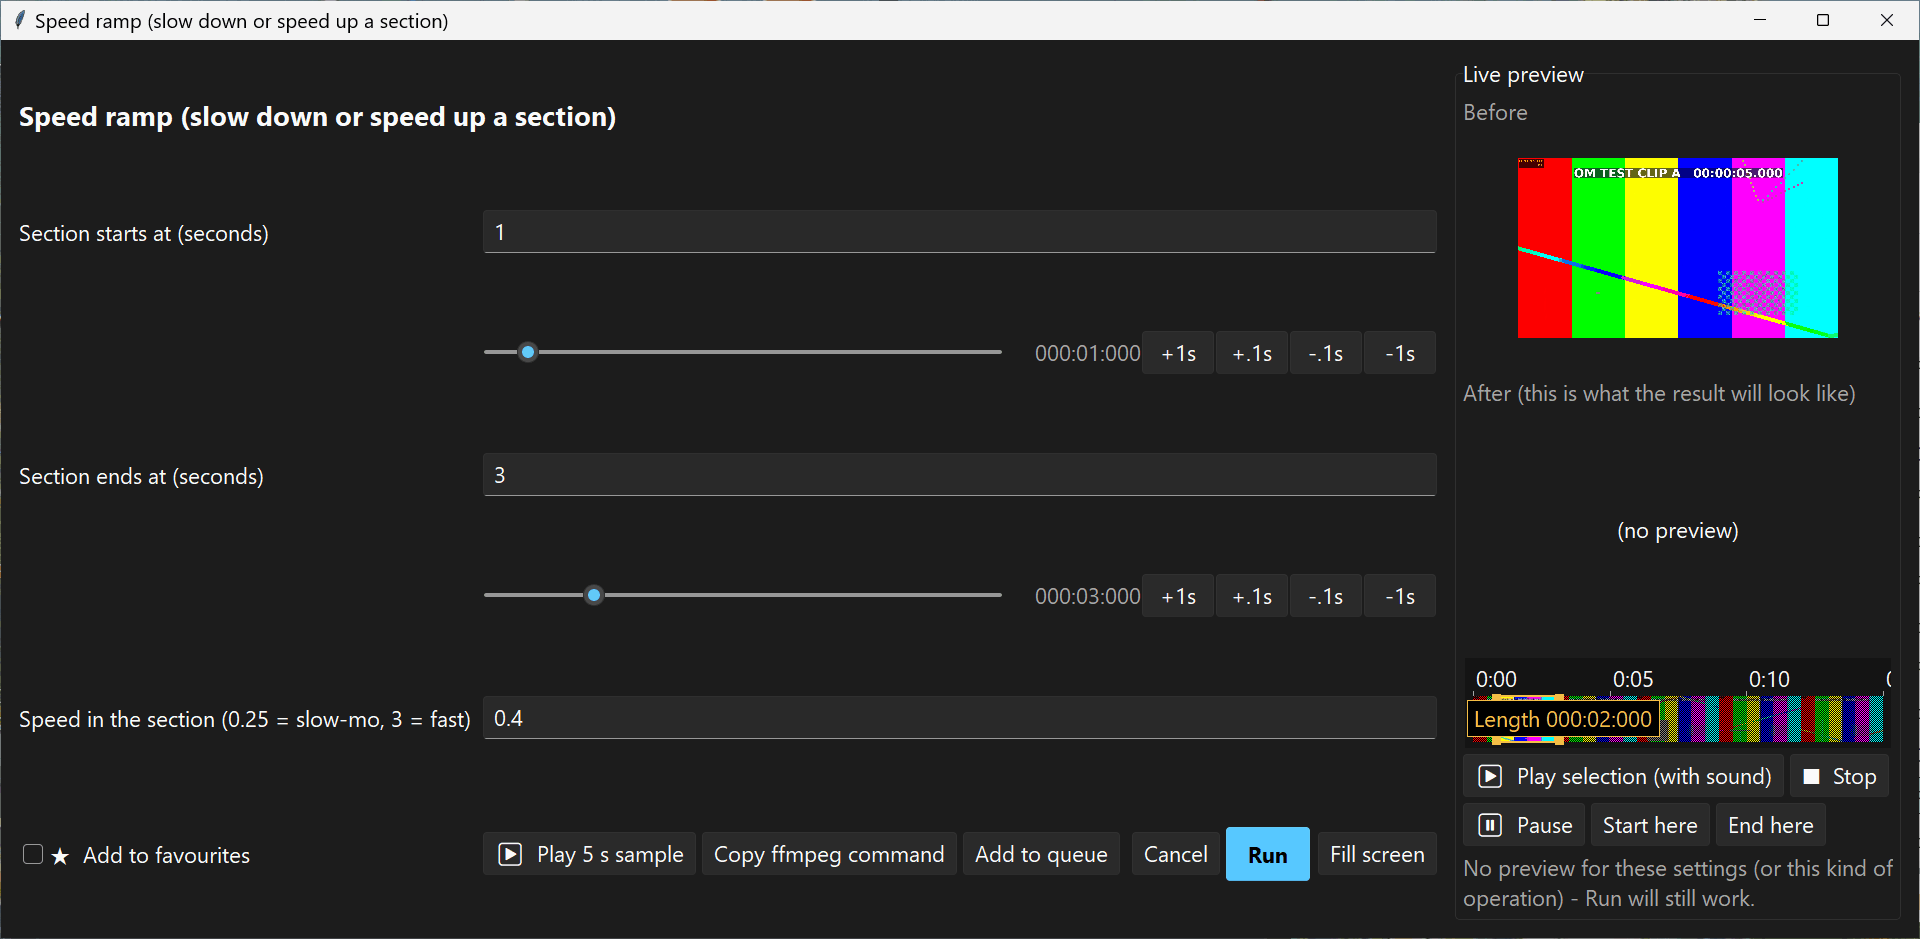 Speed ramp (slow down or speed up a section)
Speed ramp (slow down or speed up a section)
Section starts at (seconds)
1
000:01:000
+1s
+.1s
-.1s
-1s
Section ends at (seconds)
3
000:03:000
+1s
+.1s
-.1s
-1s
Speed in the section (0.25 = slow-mo, 3 = fast)
0.4
Add to favourites
Play 5 s sample
Copy ffmpeg command
Add to queue
Cancel
Run
Fill screen
Live preview
Before
OM TEST CLIP A 00:00:05.000
After (this is what the result will look like)
(no preview)
0:00
0:05
0:10
Length 000:02:000
Play selection (with sound)
Stop
Pause
Start here
End here
No preview for these settings (or this kind of
operation) - Run will still work.